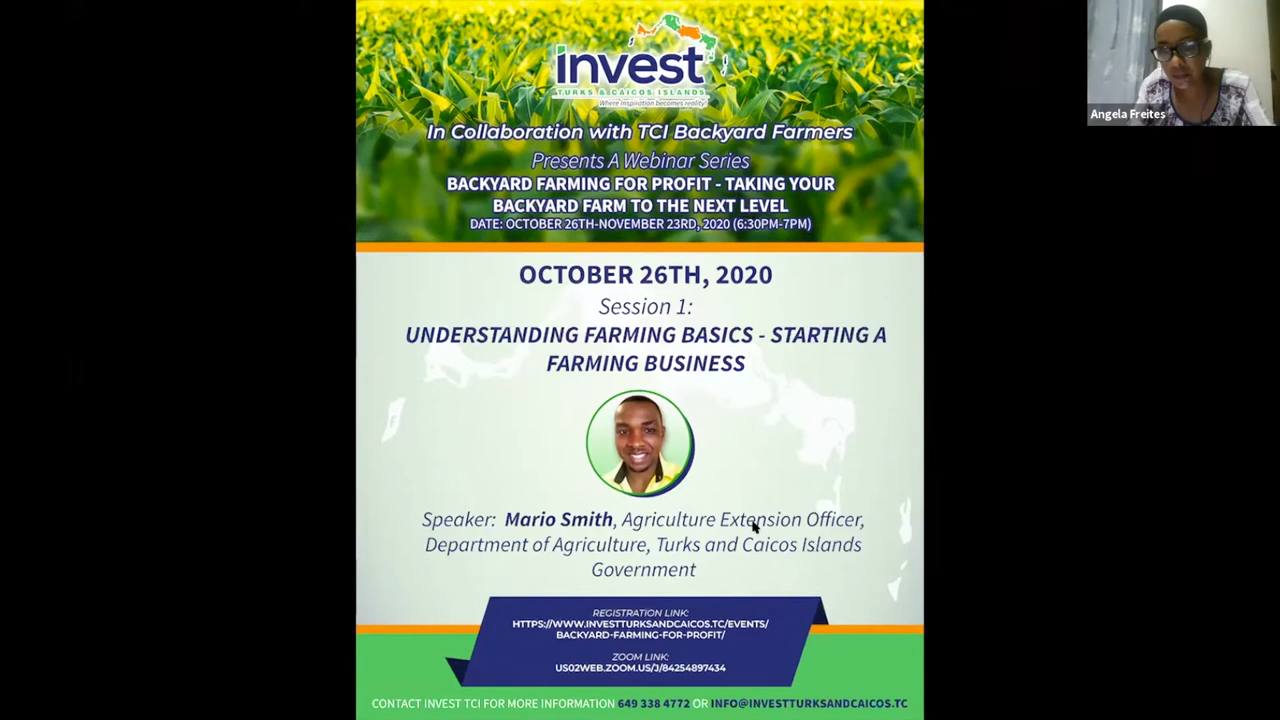 Angela Freites
invest
TURKS & CAICOS ISLANDS
Where inspiration becomes reality!
In Collaboration with TCI Backyard Farmers
Presents A Webinar Series
BACKYARD FARMING FOR PROFIT - TAKING YOUR
BACKYARD FARM TO THE NEXT LEVEL
DATE: OCTOBER 26TH-NOVEMBER 23RD, 2020 (6:30PM-7PM)
OCTOBER 26TH, 2020
Session 1:
UNDERSTANDING FARMING BASICS - STARTING A
FARMING BUSINESS
Speaker: Mario Smith, Agriculture Extension Officer,
Department of Agriculture, Turks and Caicos Islands
Government
REGISTRATION LINK:
HTTPS://WWW.INVESTTURKSANDCAICOS.TC/EVENTS/
BACKYARD-FARMING-FOR-PROFIT/
ZOOM LINK:
US02WEB.ZOOM.US/J/84254897434
CONTACT INVEST TCI FOR MORE INFORMATION 649 338 4772 OR INFO@INVESTTURKSANDCAICOS.TC